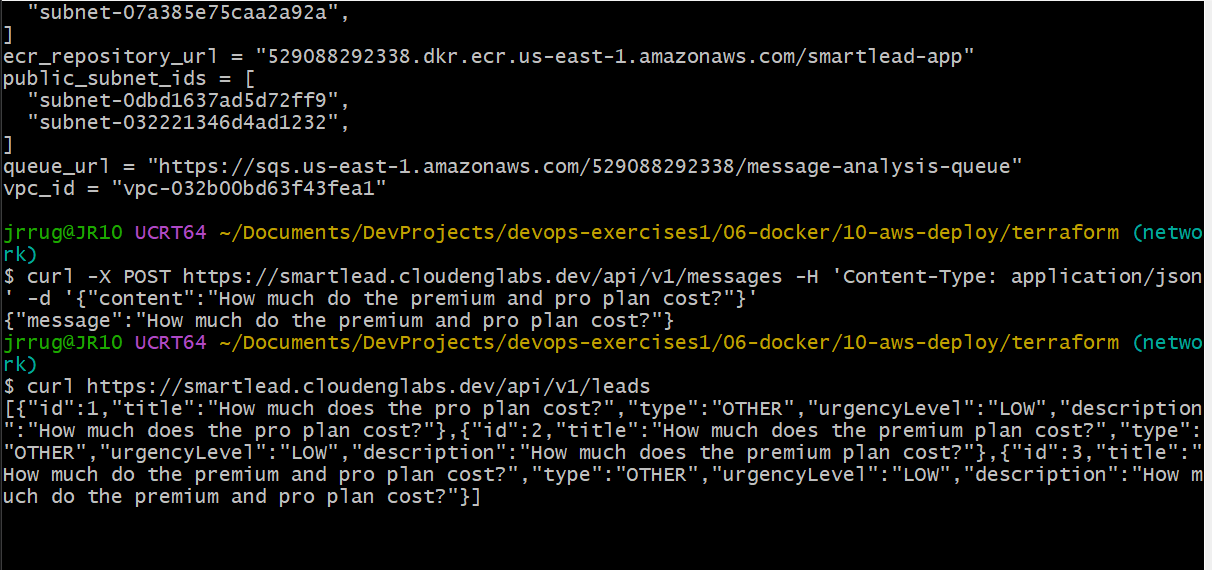 "subnet-07a385e75caa2a92a",
]
ecr_repository_url = "529088292338.dkr.ecr.us-east-1.amazonaws.com/smartlead-app"
public_subnet_ids = [
  "subnet-0dbd1637ad5d72ff9",
  "subnet-032221346d4ad1232",
]
queue_url = "https://sqs.us-east-1.amazonaws.com/529088292338/message-analysis-queue"
vpc_id = "vpc-032b00bd63f43fea1"

jrrug@JR10 UCRT64 ~/Documents/DevProjects/devops-exercises1/06-docker/10-aws-deploy/terraform (netwo
rk)
$ curl -X POST https://smartlead.cloudenglabs.dev/api/v1/messages -H 'Content-Type: application/json
' -d '{"content":"How much do the premium and pro plan cost?"}'
{"message":"How much do the premium and pro plan cost?"}
jrrug@JR10 UCRT64 ~/Documents/DevProjects/devops-exercises1/06-docker/10-aws-deploy/terraform (netwo
rk)
$ curl https://smartlead.cloudenglabs.dev/api/v1/leads
[{"id":1,"title":"How much does the pro plan cost?","type":"OTHER","urgencyLevel":"LOW","description
":"How much does the pro plan cost?"},{"id":2,"title":"How much does the premium plan cost?","type":
"OTHER","urgencyLevel":"LOW","description":"How much does the premium plan cost?"},{"id":3,"title":"
How much do the premium and pro plan cost?","type":"OTHER","urgencyLevel":"LOW","description":"How m
uch do the premium and pro plan cost?"}]